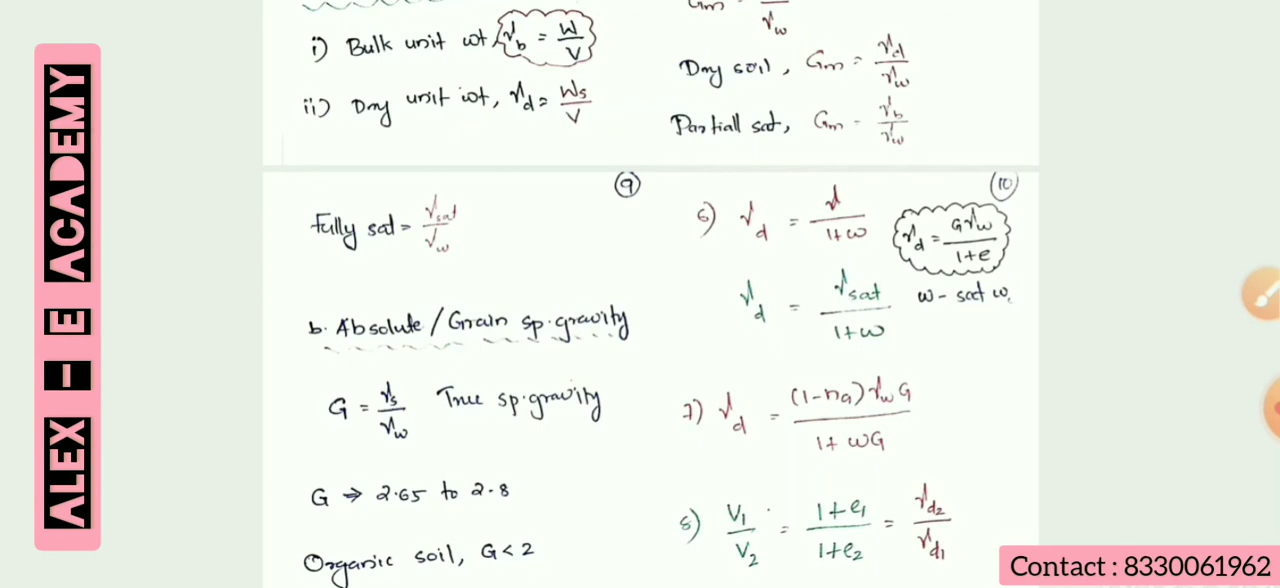 ALEX - E ACADEMY
i) Bulk unit wt, γb = W/V
ii) Dry unit wt, γd = Ws/V
γw
Dry soil, Gm = γd/γw
Partiall sat, Gm = γb/γw
9
Fully sat = γsat/γw
b. Absolute / Grain sp.gravity
G = γs/γw True sp.gravity
G ⇒ 2.65 to 2.8
Organic soil, G < 2
10
6) γd = γ/1+w
γd = Gγw/1+e
γd = γsat/1+w w - sat w.
7) γd = (1-na) γw G/1+wG
8) V1/V2 = 1+e1/1+e2 = γd2/γd1
Contact : 8330061962